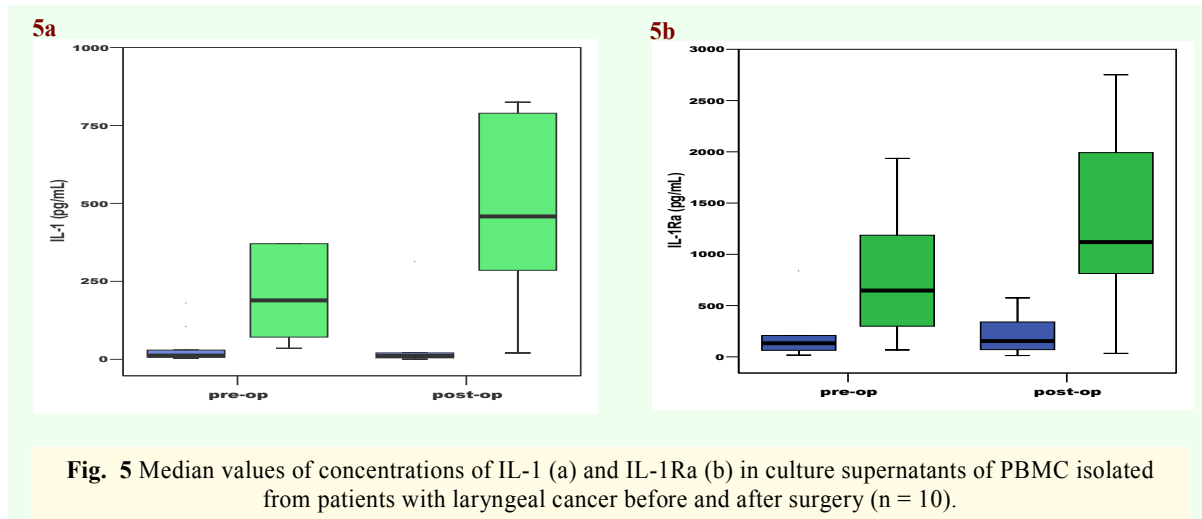 5a
1000
750
500
250
0
IL-1 (pg/mL)
pre-op
post-op
5b
3000
2500
2000
1500
1000
500
0
IL-1Ra (pg/mL)
pre-op
post-op
Fig. 5 Median values of concentrations of IL-1 (a) and IL-1Ra (b) in culture supernatants of PBMC isolated
from patients with laryngeal cancer before and after surgery (n = 10).